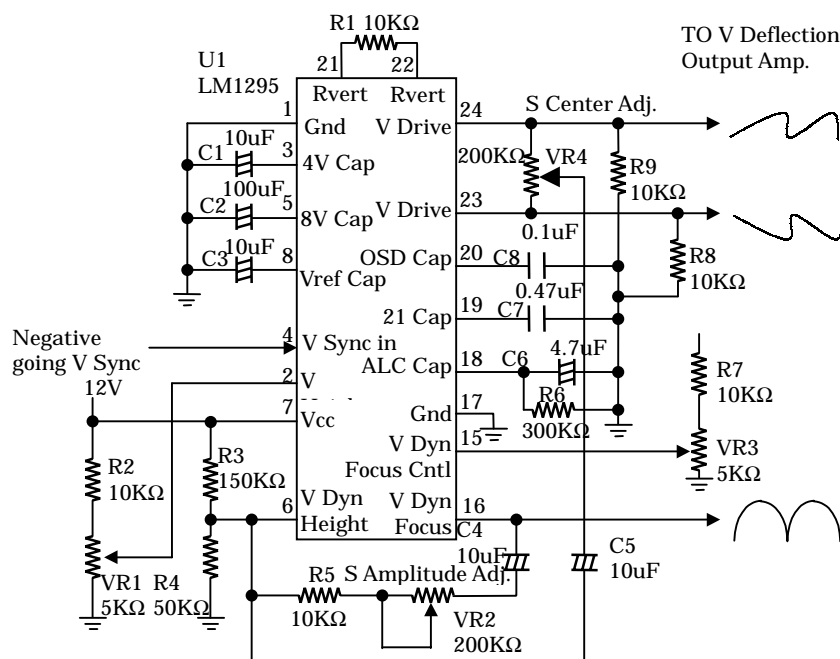 R1 10KΩ
TO V Deflection
Output Amp.
U1
LM1295
21
22
Rvert
Rvert
1
Gnd
24
V Drive
S Center Adj.
10uF
C1
3
4V Cap
200KΩ
VR4
R9
10KΩ
100uF
C2
5
8V Cap
23
V Drive
0.1uF
10uF
C3
8
Vref Cap
20
OSD Cap
C8
R8
10KΩ
0.47uF
19
21 Cap
C7
Negative
going V Sync
4
V Sync in
18
ALC Cap
C6
4.7uF
R7
10KΩ
12V
2
V
R6
300KΩ
7
Vcc
17
Gnd
15
V Dyn
Focus Cntl
VR3
5KΩ
R2
10KΩ
R3
150KΩ
6
V Dyn
Height
16
V Dyn
Focus
C4
10uF
C5
10uF
VR1
5KΩ
R4
50KΩ
R5
10KΩ
S Amplitude Adj.
VR2
200KΩ